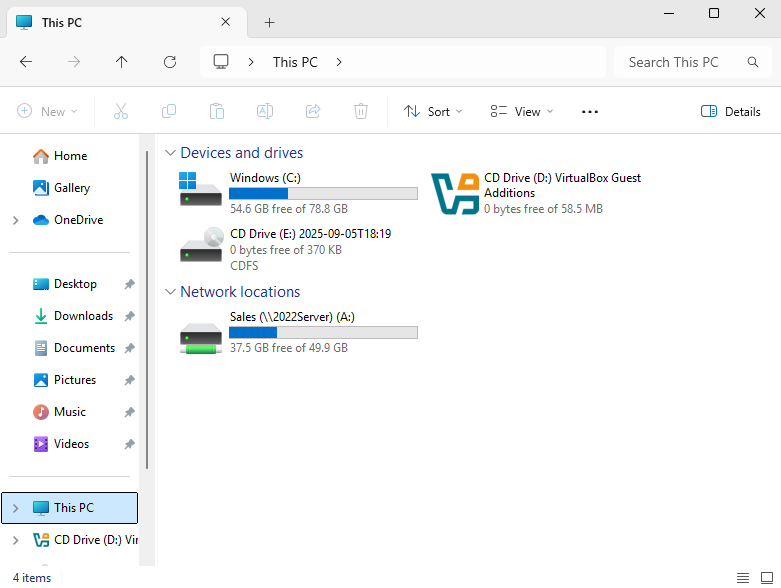 This PC
This PC
Search This PC
New
Sort
View
Details
Home
Gallery
OneDrive
Desktop
Downloads
Documents
Pictures
Music
Videos
This PC
CD Drive (D:) Vir
Devices and drives
Windows (C:)
54.6 GB free of 78.8 GB
CD Drive (D:) VirtualBox Guest
Additions
0 bytes free of 58.5 MB
CD Drive (E:) 2025-09-05T18:19
0 bytes free of 370 KB
CDFS
Network locations
Sales (\\2022Server) (A:)
37.5 GB free of 49.9 GB
4 items